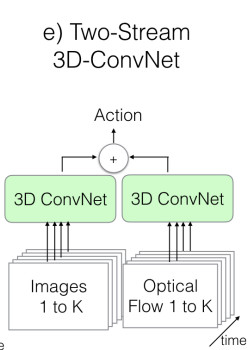 e) Two-Stream
3D-ConvNet
Action
+
3D ConvNet
3D ConvNet
Images
1 to K
Optical
Flow 1 to K
time
e